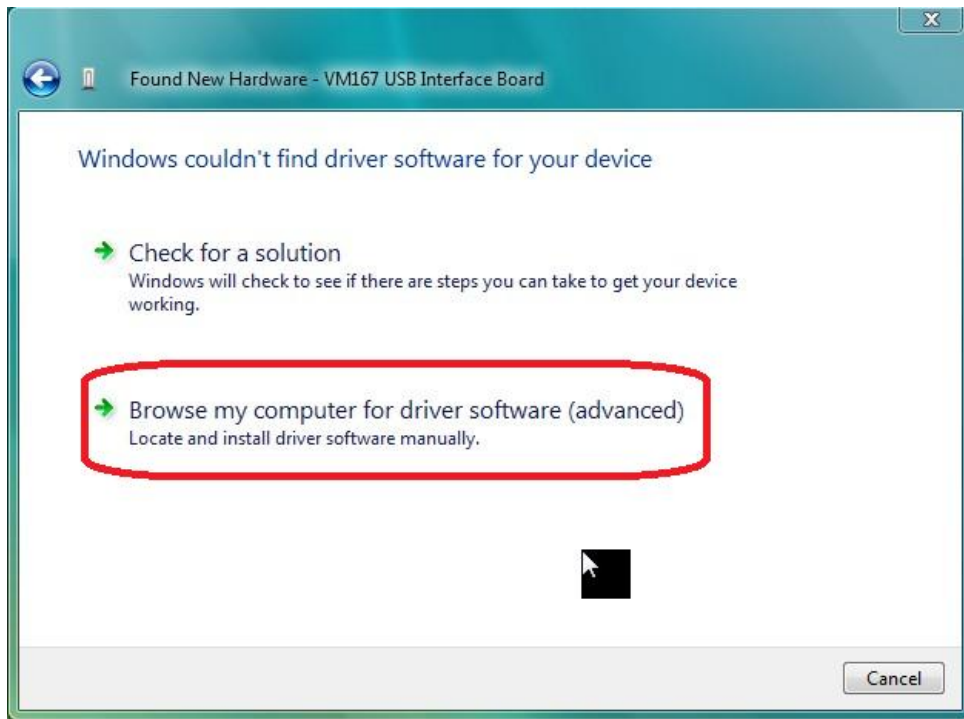 Found New Hardware - VM167 USB Interface Board
Windows couldn't find driver software for your device
Check for a solution
Windows will check to see if there are steps you can take to get your device
working.
Browse my computer for driver software (advanced)
Locate and install driver software manually.
Cancel